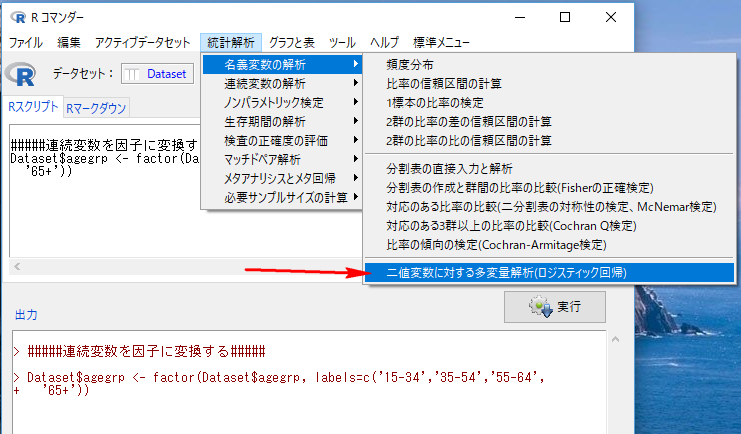 R コマンダー
ファイル 編集 アクティブデータセット 統計解析 グラフと表 ツール ヘルプ 標準メニュー
データセット： Dataset
Rスクリプト Rマークダウン
#####連続変数を因子に変換す
Dataset$agegrp <- factor(Da
'65+'))
名義変数の解析
連続変数の解析
ノンパラメトリック検定
生存期間の解析
検査の正確度の評価
マッチドペア解析
メタアナリシスとメタ回帰
必要サンプルサイズの計算
頻度分布
比率の信頼区間の計算
1標本の比率の検定
2群の比率の差の信頼区間の計算
2群の比率の比の信頼区間の計算
分割表の直接入力と解析
分割表の作成と群間の比率の比較(Fisherの正確検定)
対応のある比率の比較(二分割表の対称性の検定、McNemar検定)
対応のある3群以上の比率の比較(Cochran Q検定)
比率の傾向の検定(Cochran-Armitage検定)
二値変数に対する多変量解析(ロジスティック回帰)
実行
出力
> #####連続変数を因子に変換する#####
> Dataset$agegrp <- factor(Dataset$agegrp, labels=c('15-34','35-54','55-64',
+ '65+'))